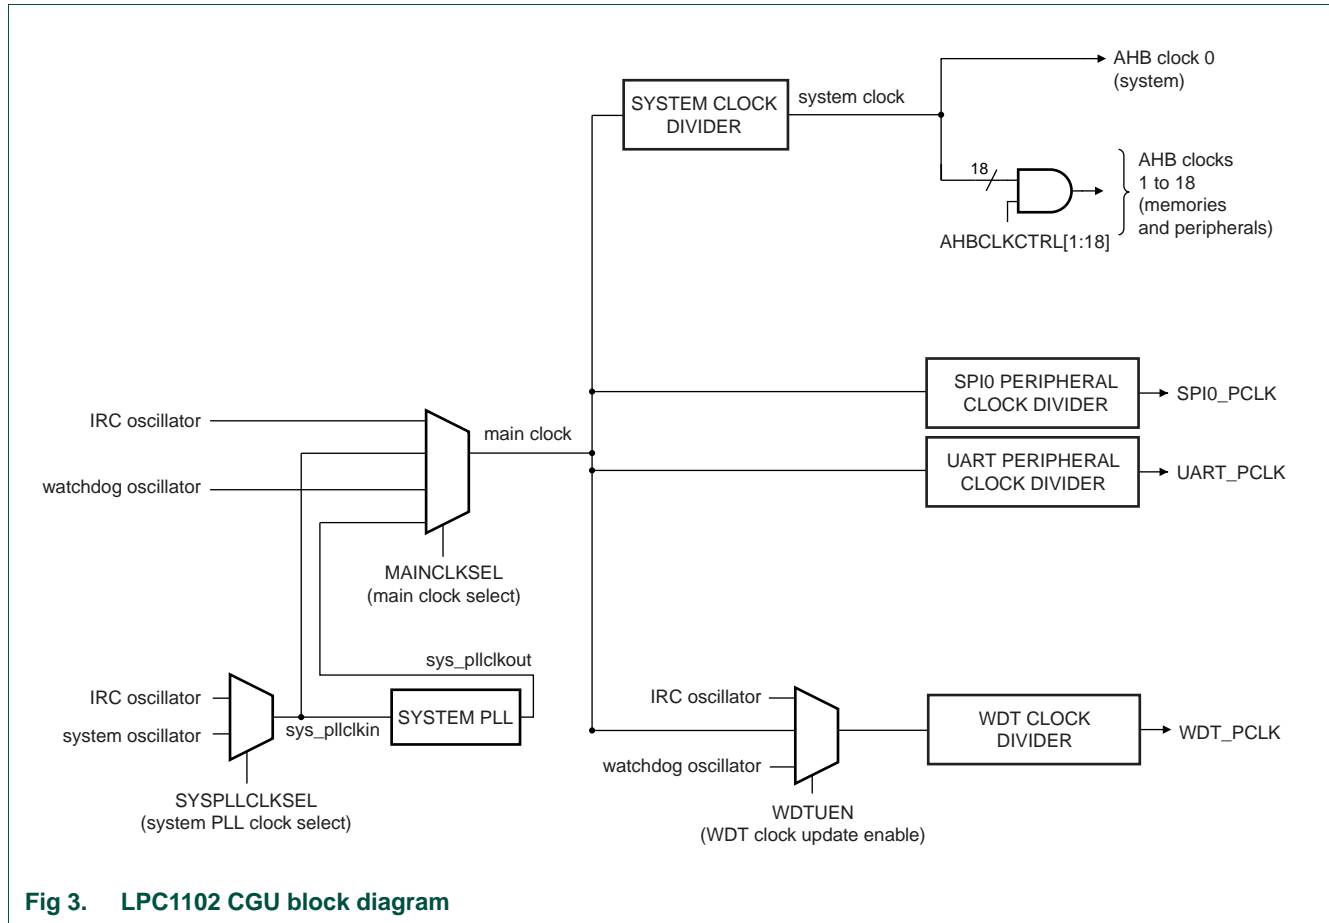 AHB clock 0
(system)
SYSTEM CLOCK
DIVIDER
system clock
18
AHB clocks
1 to 18
(memories
and peripherals)
AHBCLKCTRL[1:18]
SPI0 PERIPHERAL
CLOCK DIVIDER
SPI0_PCLK
IRC oscillator
main clock
UART PERIPHERAL
CLOCK DIVIDER
UART_PCLK
watchdog oscillator
MAINCLKSEL
(main clock select)
sys_pllclkout
IRC oscillator
system oscillator
sys_pllclkin
SYSTEM PLL
SYSPLLCLKSEL
(system PLL clock select)
IRC oscillator
watchdog oscillator
WDT CLOCK
DIVIDER
WDT_PCLK
WDTUEN
(WDT clock update enable)
Fig 3. LPC1102 CGU block diagram